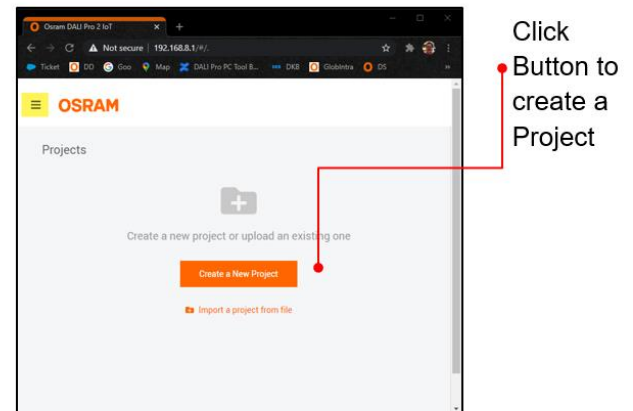 Osram DALI Pro 2 IoT
Not secure | 192.168.8.1/#/.
Ticket DD Goo Map DALI Pro PC Tool B... DKB Globintra DS
OSRAM
Projects
Create a new project or upload an existing one
Create a New Project
Import a project from file
Click
Button to
create a
Project